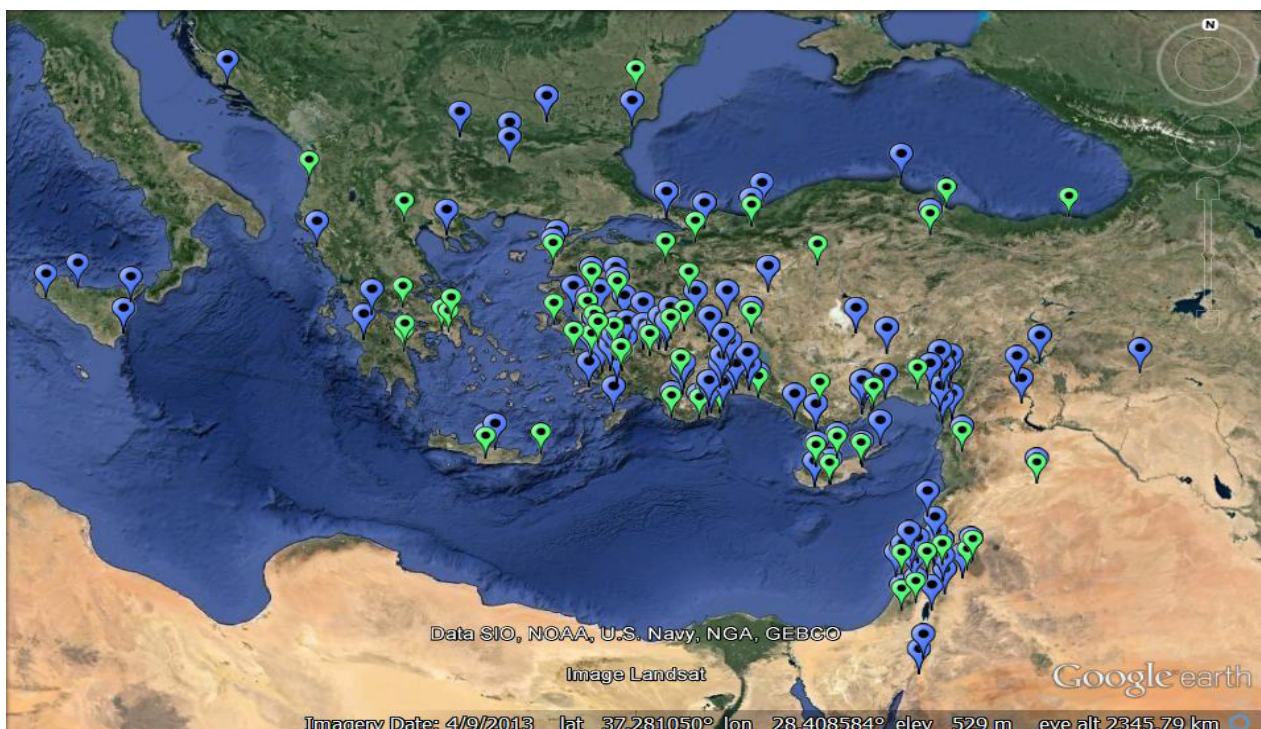 N
Data SIO, NOAA, U.S. Navy, NGA, GEBCO
Image Landsat
Google earth
Imagery Date: 4/9/2013 lat 37.281050° lon 28.408584° elev 529 m eye alt 2345.79 km